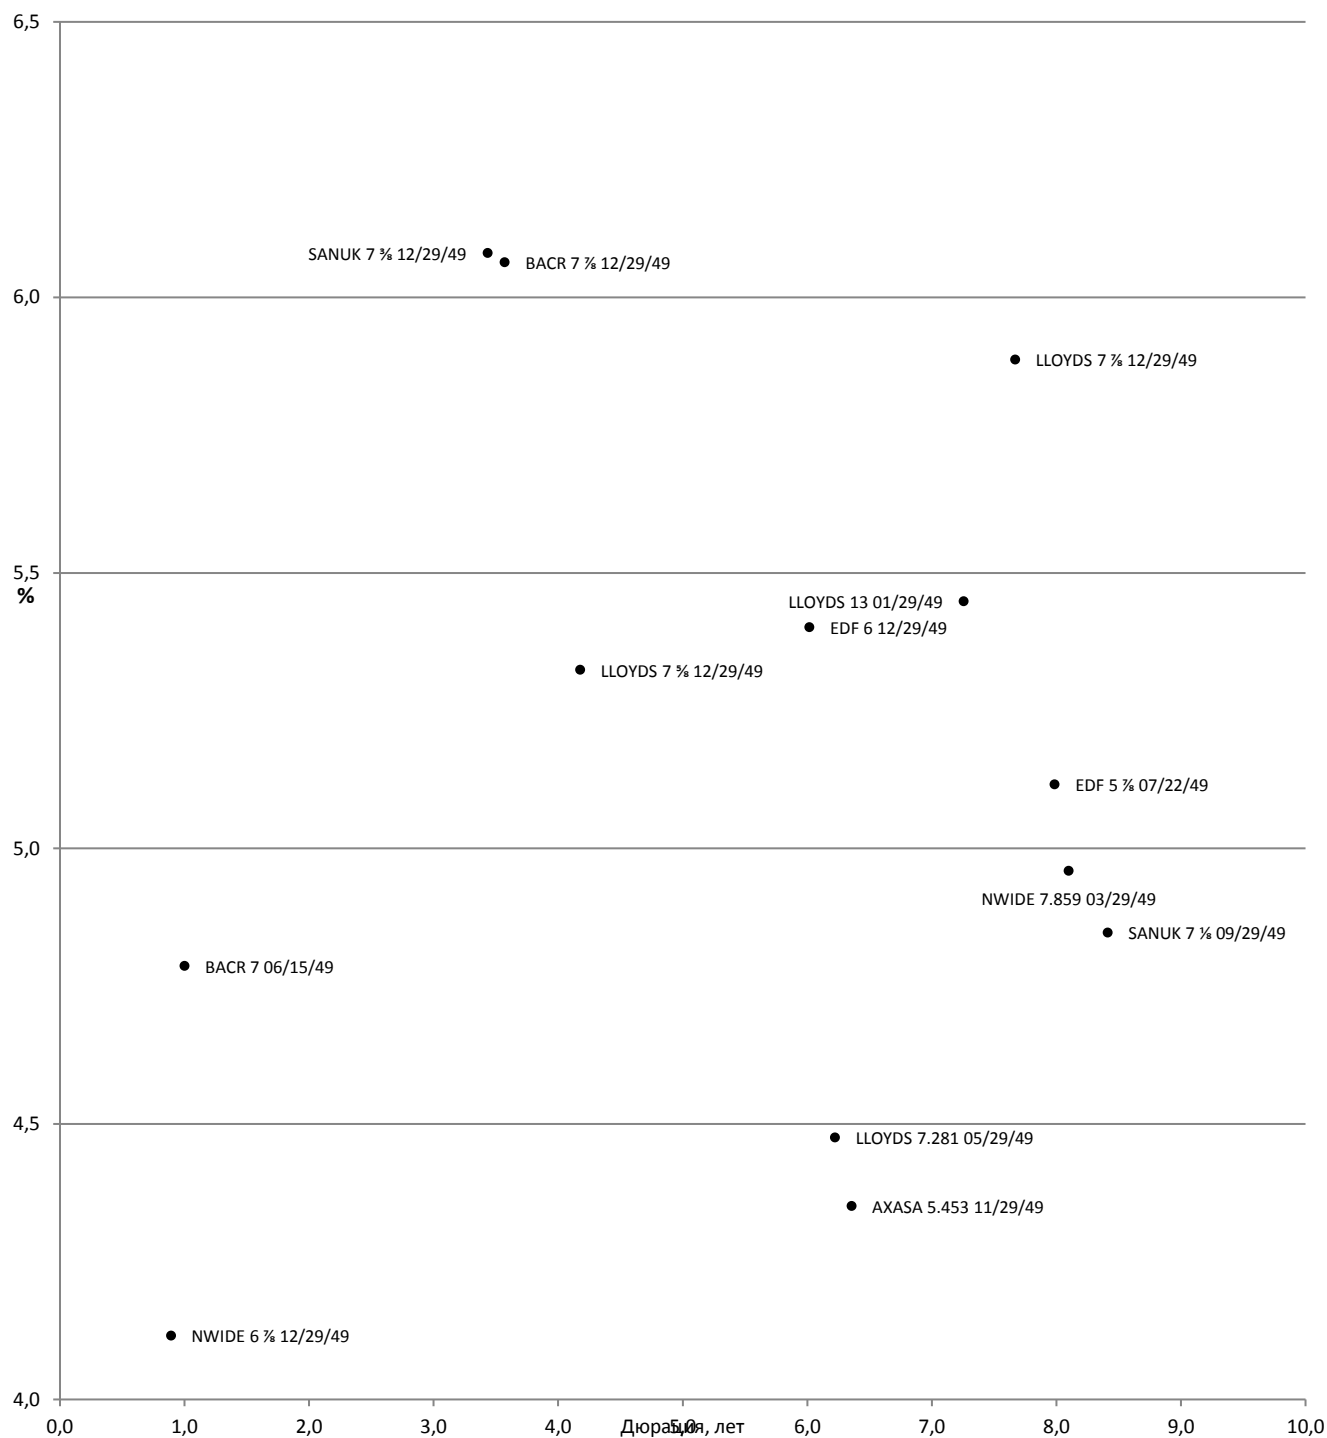 6,5
SANUK 7 ⅜ 12/29/49
BACR 7 ⅞ 12/29/49
6,0
LLOYDS 7 ⅞ 12/29/49
5,5
%
LLOYDS 13 01/29/49
EDF 6 12/29/49
LLOYDS 7 ⅝ 12/29/49
EDF 5 ⅞ 07/22/49
5,0
NWIDE 7.859 03/29/49
SANUK 7 ⅛ 09/29/49
BACR 7 06/15/49
4,5
LLOYDS 7.281 05/29/49
AXASA 5.453 11/29/49
NWIDE 6 ⅞ 12/29/49
4,0
0,0 1,0 2,0 3,0 4,0 5,0 6,0 7,0 8,0 9,0 10,0
Дюрация, лет